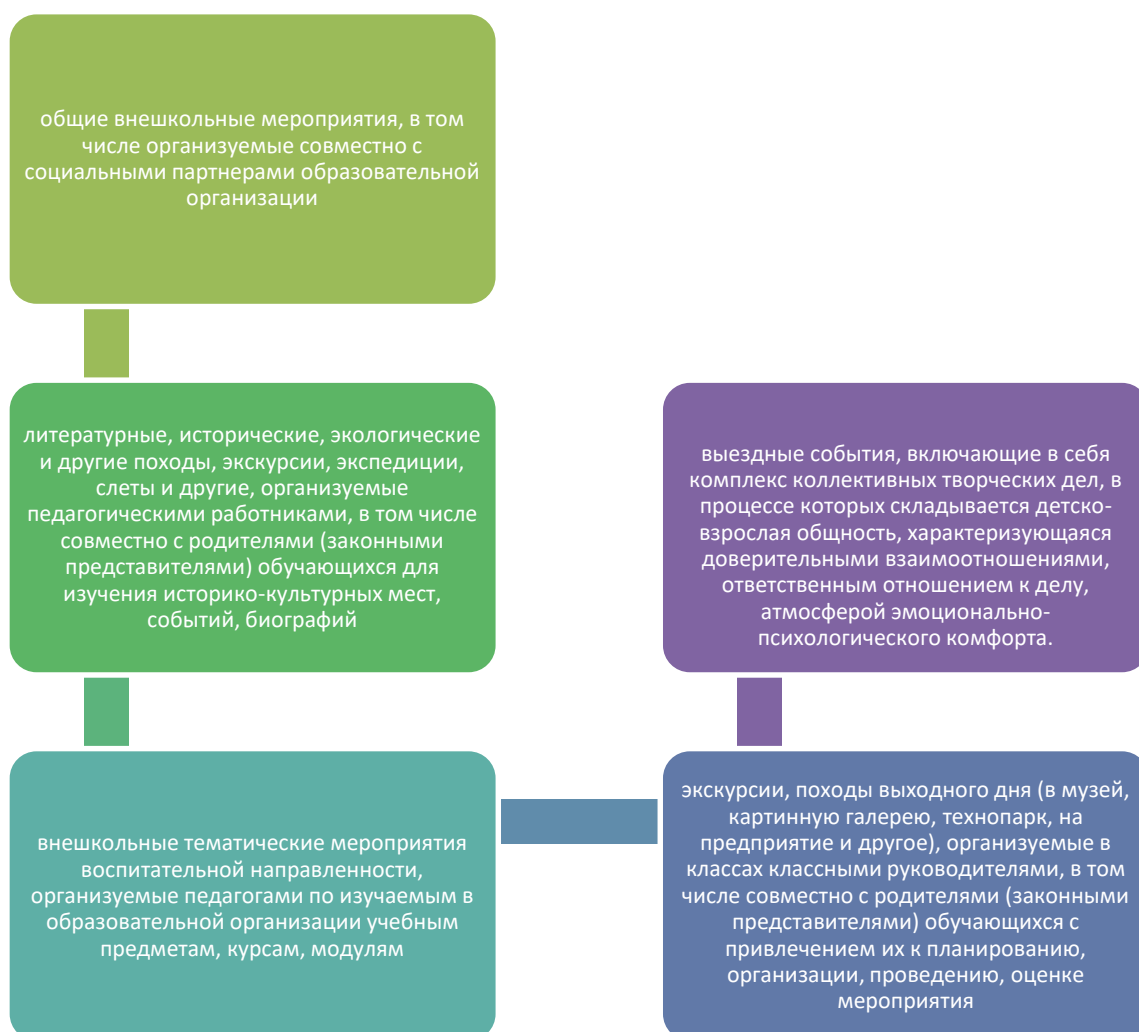 общие внешкольные мероприятия, в том
числе организуемые совместно с
социальными партнерами образовательной
организации
литературные, исторические, экологические
и другие походы, экскурсии, экспедиции,
слеты и другие, организуемые
педагогическими работниками, в том числе
совместно с родителями (законными
представителями) обучающихся для
изучения историко-культурных мест,
событий, биографий
внешкольные тематические мероприятия
воспитательной направленности,
организуемые педагогами по изучаемым в
образовательной организации учебным
предметам, курсам, модулям
экскурсии, походы выходного дня (в музей,
картинную галерею, технопарк, на
предприятие и другое), организуемые в
классах классными руководителями, в том
числе совместно с родителями (законными
представителями) обучающихся с
привлечением их к планированию,
организации, проведению, оценке
мероприятия
выездные события, включающие в себя
комплекс коллективных творческих дел, в
процессе которых складывается детско-
взрослая общность, характеризующаяся
доверительными взаимоотношениями,
ответственным отношением к делу,
атмосферой эмоционально-
психологического комфорта.